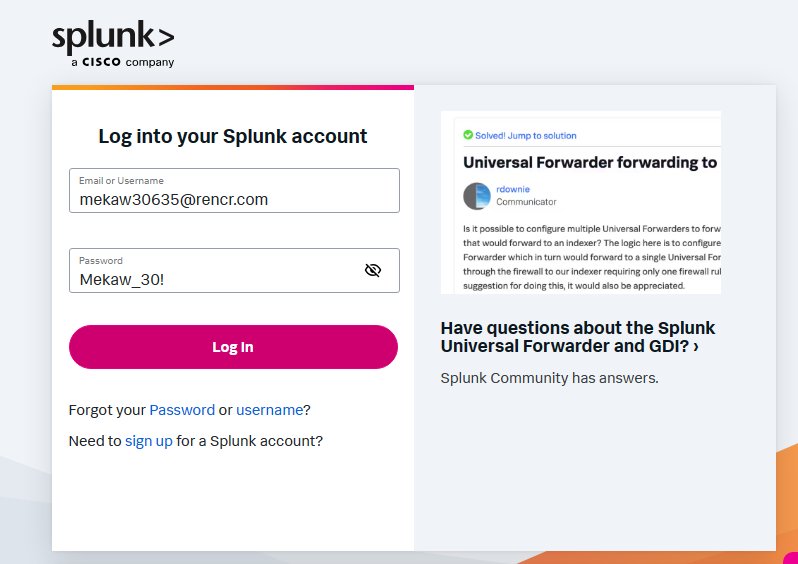 splunk>
a CISCO company
Log into your Splunk account
Email or Username
mekaw30635@rencr.com
Password
Mekaw_30!
Log In
Forgot your Password or username?
Need to sign up for a Splunk account?
Solved! Jump to solution
Universal Forwarder forwarding to
rdownie
Communicator
Is it possible to configure multiple Universal Forwarders to forw
that would forward to an indexer? The logic here is to configure
Forwarder which in turn would forward to a single Universal For
through the firewall to our indexer requiring only one firewall rul
suggestion for doing this, it would also be appreciated.
Have questions about the Splunk
Universal Forwarder and GDI? ›
Splunk Community has answers.